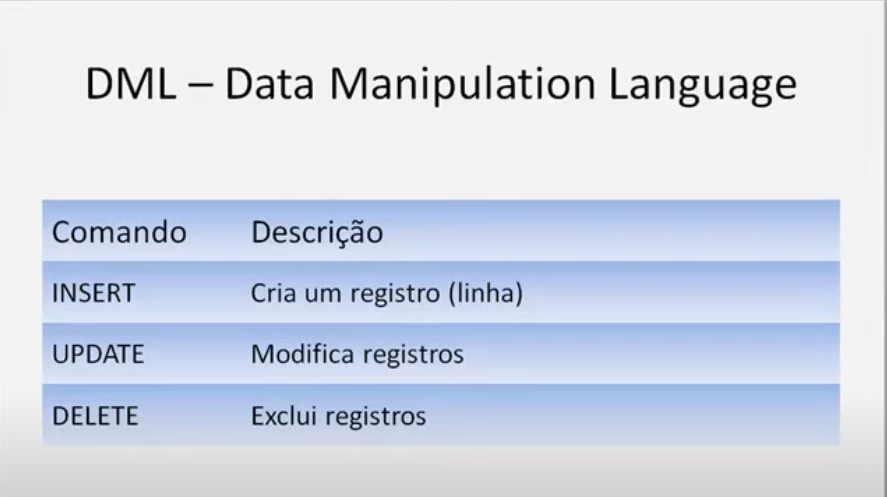 DML – Data Manipulation Language
Comando Descrição
INSERT Cria um registro (linha)
UPDATE Modifica registros
DELETE Exclui registros